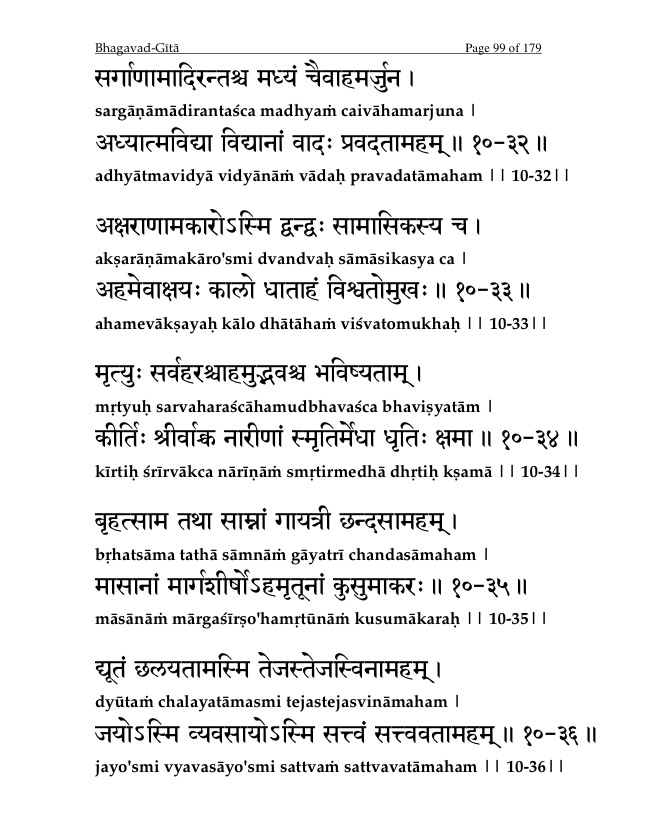 Bhagavad-Gītā Page 99 of 179
सर्गाणामादिरन्तश्च मध्यं चैवाहमर्जुन ।
sargāṇāmādirantaśca madhyaṁ caivāhamarjuna |
अध्यात्मविद्या विद्यानां वादः प्रवदतामहम् ॥ १०-३२ ॥
adhyātmavidyā vidyānāṁ vādaḥ pravadatāmaham || 10-32||
अक्षराणामकारोऽस्मि द्वन्द्वः सामासिकस्य च ।
akṣarāṇāmakāro'smi dvandvaḥ sāmāsikasya ca |
अहमेवाक्षयः कालो धाताहं विश्वतोमुखः ॥ १०-३३ ॥
ahamevākṣayaḥ kālo dhātāhaṁ viśvatomukhaḥ || 10-33||
मृत्युः सर्वहरश्चाहमुद्भवश्च भविष्यताम् ।
mṛtyuḥ sarvaharaścāhamudbhavaśca bhaviṣyatām |
कीर्तिः श्रीर्वाक्च नारीणां स्मृतिर्मेधा धृतिः क्षमा ॥ १०-३४ ॥
kīrtiḥ śrīrvākca nārīṇāṁ smṛtirmedhā dhṛtiḥ kṣamā || 10-34||
बृहत्साम तथा साम्नां गायत्री छन्दसामहम् ।
bṛhatsāma tathā sāmnāṁ gāyatrī chandasāmaham |
मासानां मार्गशीर्षोऽहमृतूनां कुसुमाकरः ॥ १०-३५ ॥
māsānāṁ mārgaśīrṣo'hamṛtūnāṁ kusumākaraḥ || 10-35||
द्यूतं छलयतामस्मि तेजस्तेजस्विनामहम् ।
dyūtaṁ chalayatāmasmi tejastejasvināmaham |
जयोऽस्मि व्यवसायोऽस्मि सत्त्वं सत्त्ववतामहम् ॥ १०-३६ ॥
jayo'smi vyavasāyo'smi sattvaṁ sattvavatāmaham || 10-36||